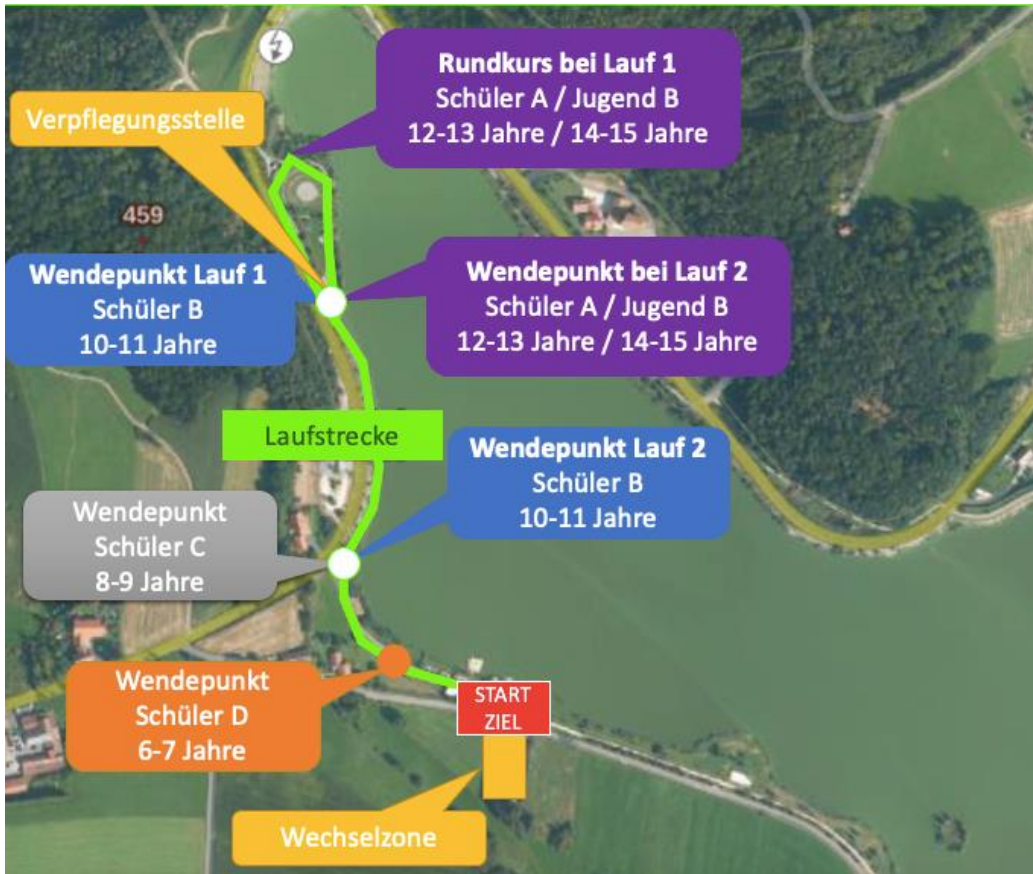 Rundkurs bei Lauf 1
Schüler A / Jugend B
12-13 Jahre / 14-15 Jahre
Verpflegungsstelle
459
Wendepunkt Lauf 1
Schüler B
10-11 Jahre
Wendepunkt bei Lauf 2
Schüler A / Jugend B
12-13 Jahre / 14-15 Jahre
Laufstrecke
Wendepunkt Lauf 2
Schüler B
10-11 Jahre
Wendepunkt
Schüler C
8-9 Jahre
Wendepunkt
Schüler D
6-7 Jahre
START
ZIEL
Wechselzone